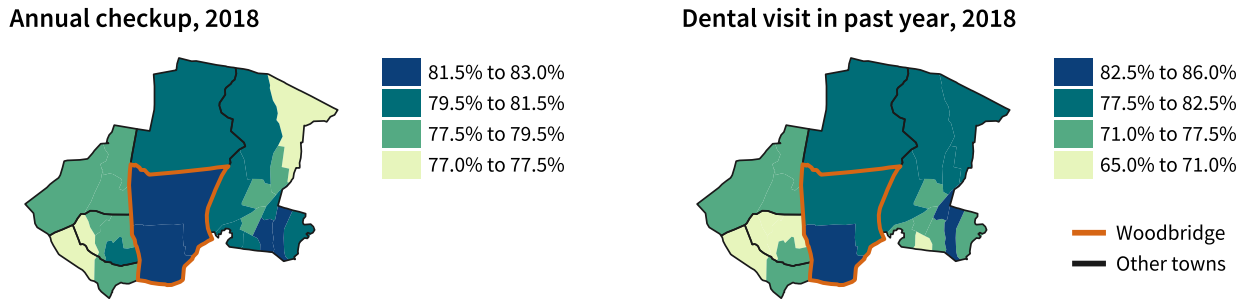 Annual checkup, 2018
81.5% to 83.0%
79.5% to 81.5%
77.5% to 79.5%
77.0% to 77.5%
Dental visit in past year, 2018
82.5% to 86.0%
77.5% to 82.5%
71.0% to 77.5%
65.0% to 71.0%
Woodbridge
Other towns